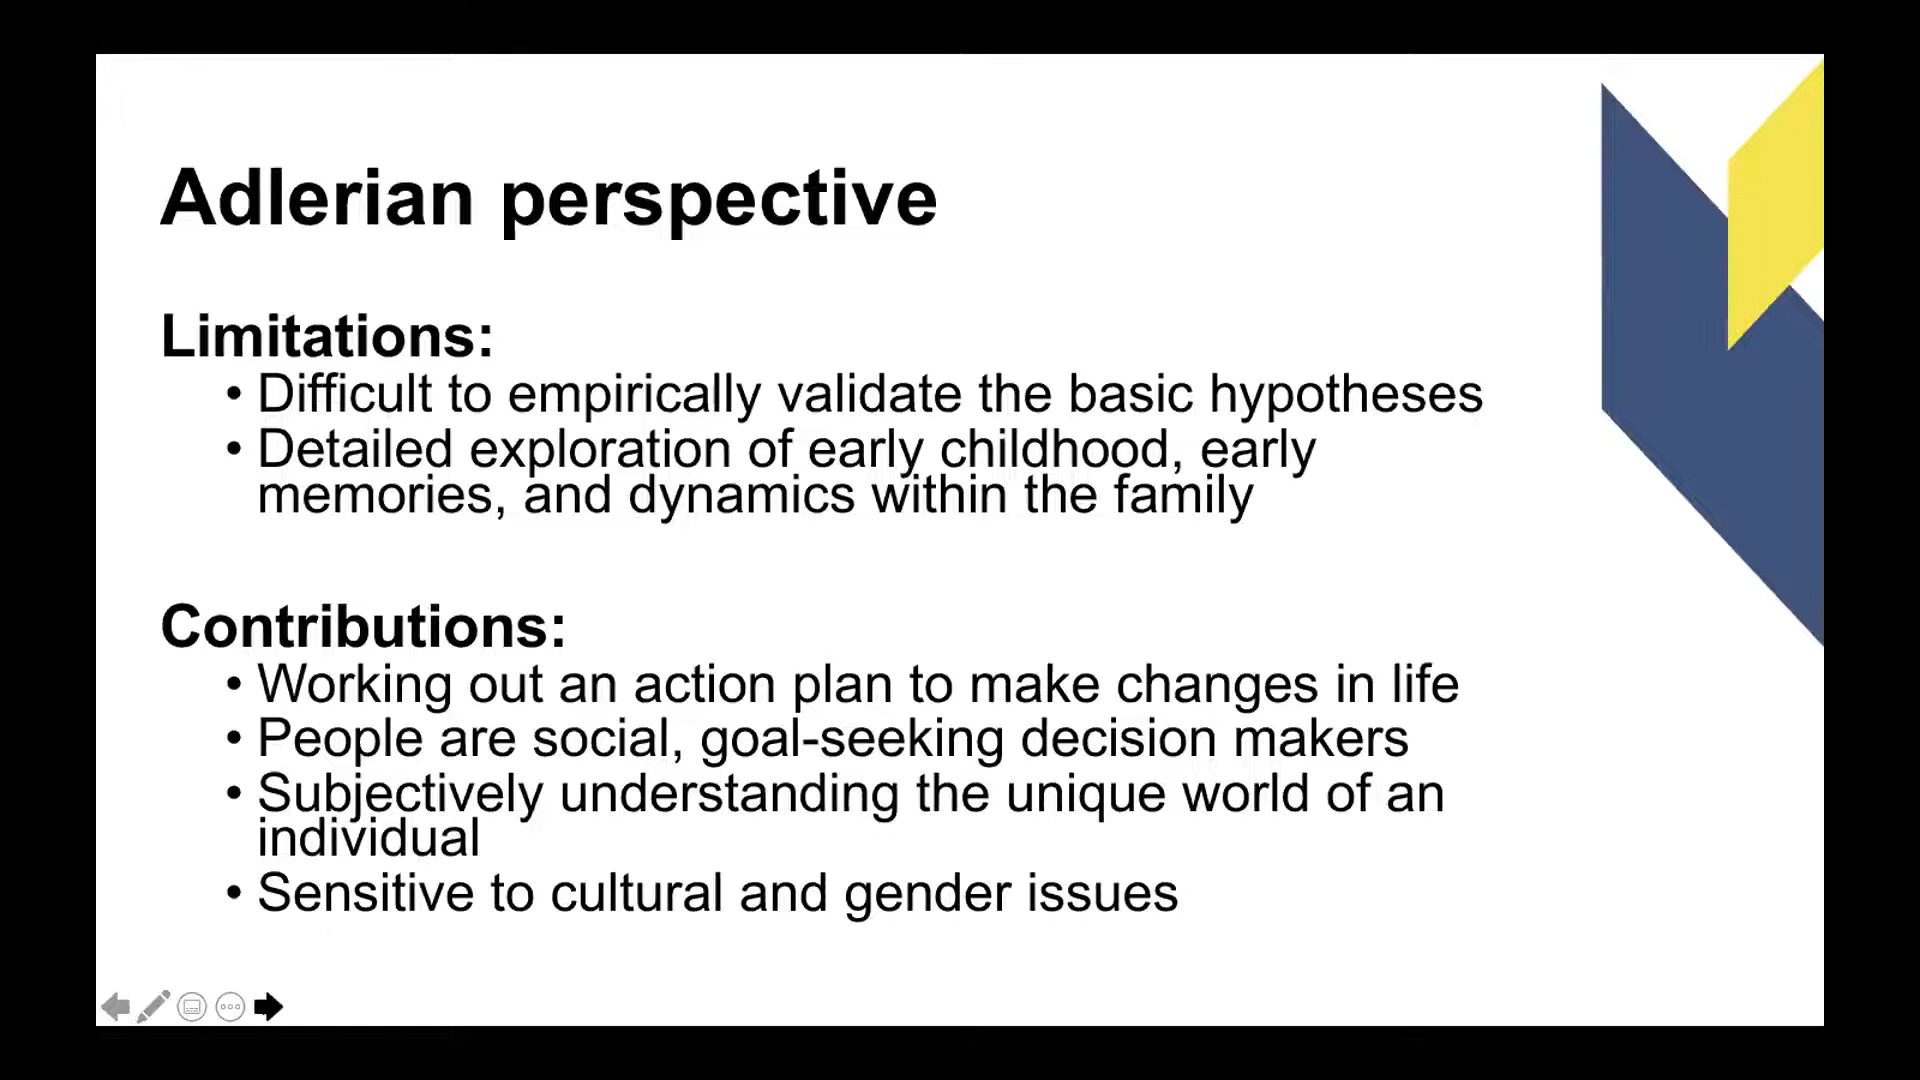 Adlerian perspective
Limitations:
• Difficult to empirically validate the basic hypotheses
• Detailed exploration of early childhood, early
memories, and dynamics within the family
Contributions:
• Working out an action plan to make changes in life
• People are social, goal-seeking decision makers
• Subjectively understanding the unique world of an
individual
• Sensitive to cultural and gender issues